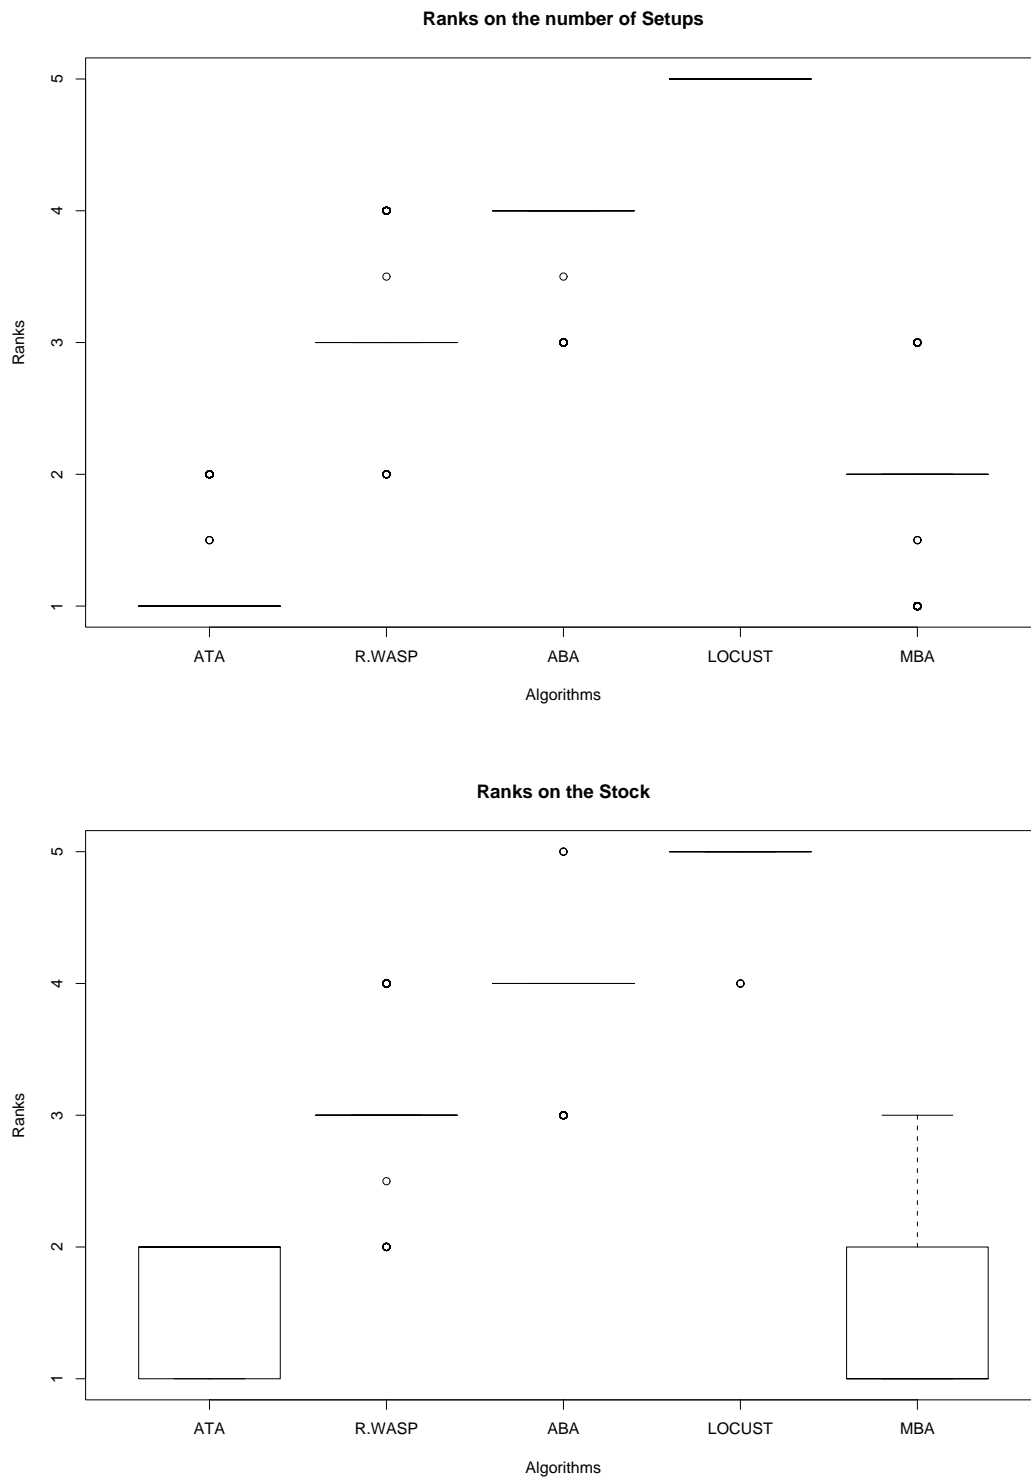 Ranks on the number of Setups
5
4
3
2
1
Ranks
ATA R.WASP ABA LOCUST MBA
Algorithms
Ranks on the Stock
5
4
3
2
1
Ranks
ATA R.WASP ABA LOCUST MBA
Algorithms